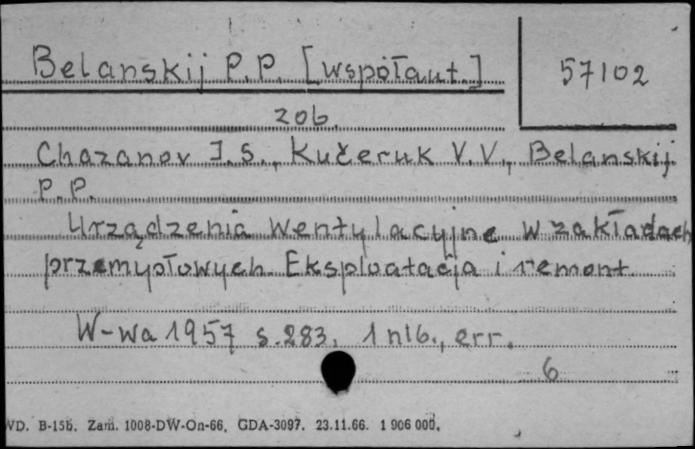 Belanskij P.P. [współaut.]
57102
zob.
Chazanov I.S., Kučeruk V.V., Belanskij
P.P.
Urządzenia wentylacyjne w zakładach
przemysłowych. Eksploatacja i remont.
W-wa 1957 s.283, 1 nlb., err.
6
WD. B-15b. Zam. 1008-DW-On-66. GDA-3097. 23.11.66. 1 906 000.